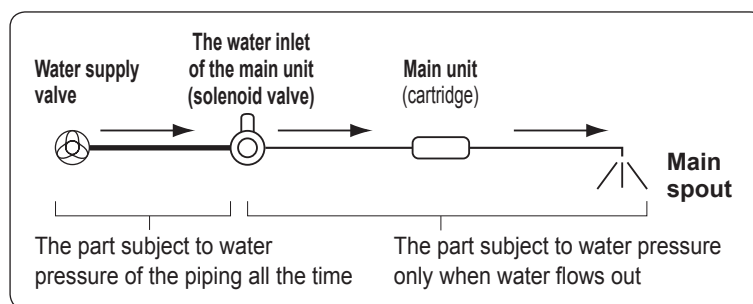 Water supply
valve
The water inlet
of the main unit
(solenoid valve)
Main unit
(cartridge)
Main
spout
The part subject to water
pressure of the piping all the time
The part subject to water pressure
only when water flows out